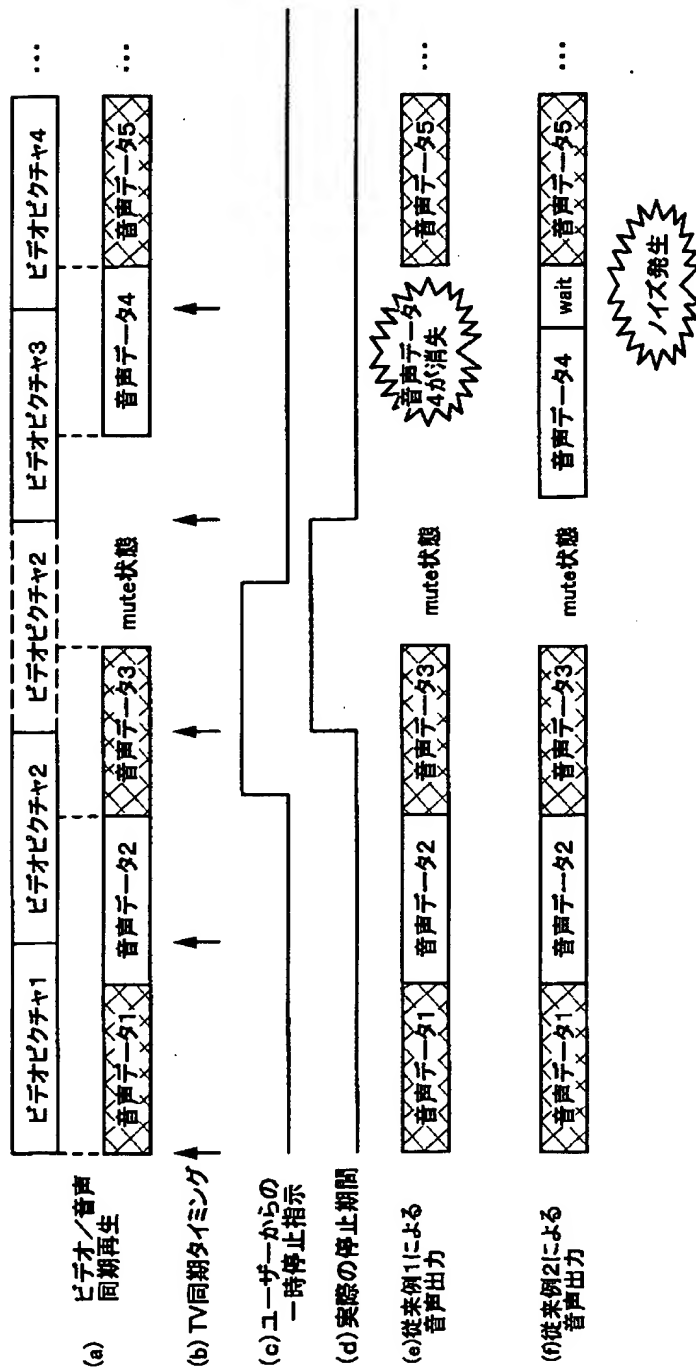 (a) ビデオ／音声
同期再生
ビデオピクチャ1 ビデオピクチャ2 ビデオピクチャ2 ビデオピクチャ3 ビデオピクチャ4 …
音声データ1 音声データ2 音声データ3 mute状態 音声データ4 音声データ5 …
(b) TV同期タイミング
(c)ユーザーからの
一時停止指示
(d)実際の停止期間
(e)従来例1による
音声出力
音声データ1 音声データ2 音声データ3 mute状態 音声データ
4が消失 音声データ5 …
(f)従来例2による
音声出力
音声データ1 音声データ2 音声データ3 mute状態 音声データ4 wait 音声データ5 …
ノイズ発生